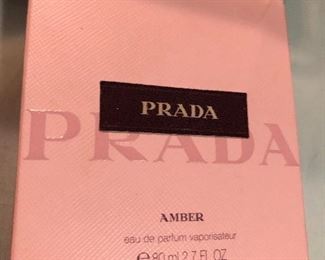 PRADA
PRADA
AMBER
eau de parfum vaporisateur
℮ 80 ml 2.7 FL. OZ